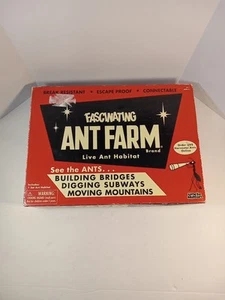 BREAK RESISTANT • ESCAPE-PROOF • CONNECTABLE
FASCINATING
ANT FARM
Brand
Live Ant Habitat
See the ANTS...
BUILDING BRIDGES
DIGGING SUBWAYS
MOVING MOUNTAINS
WARNING